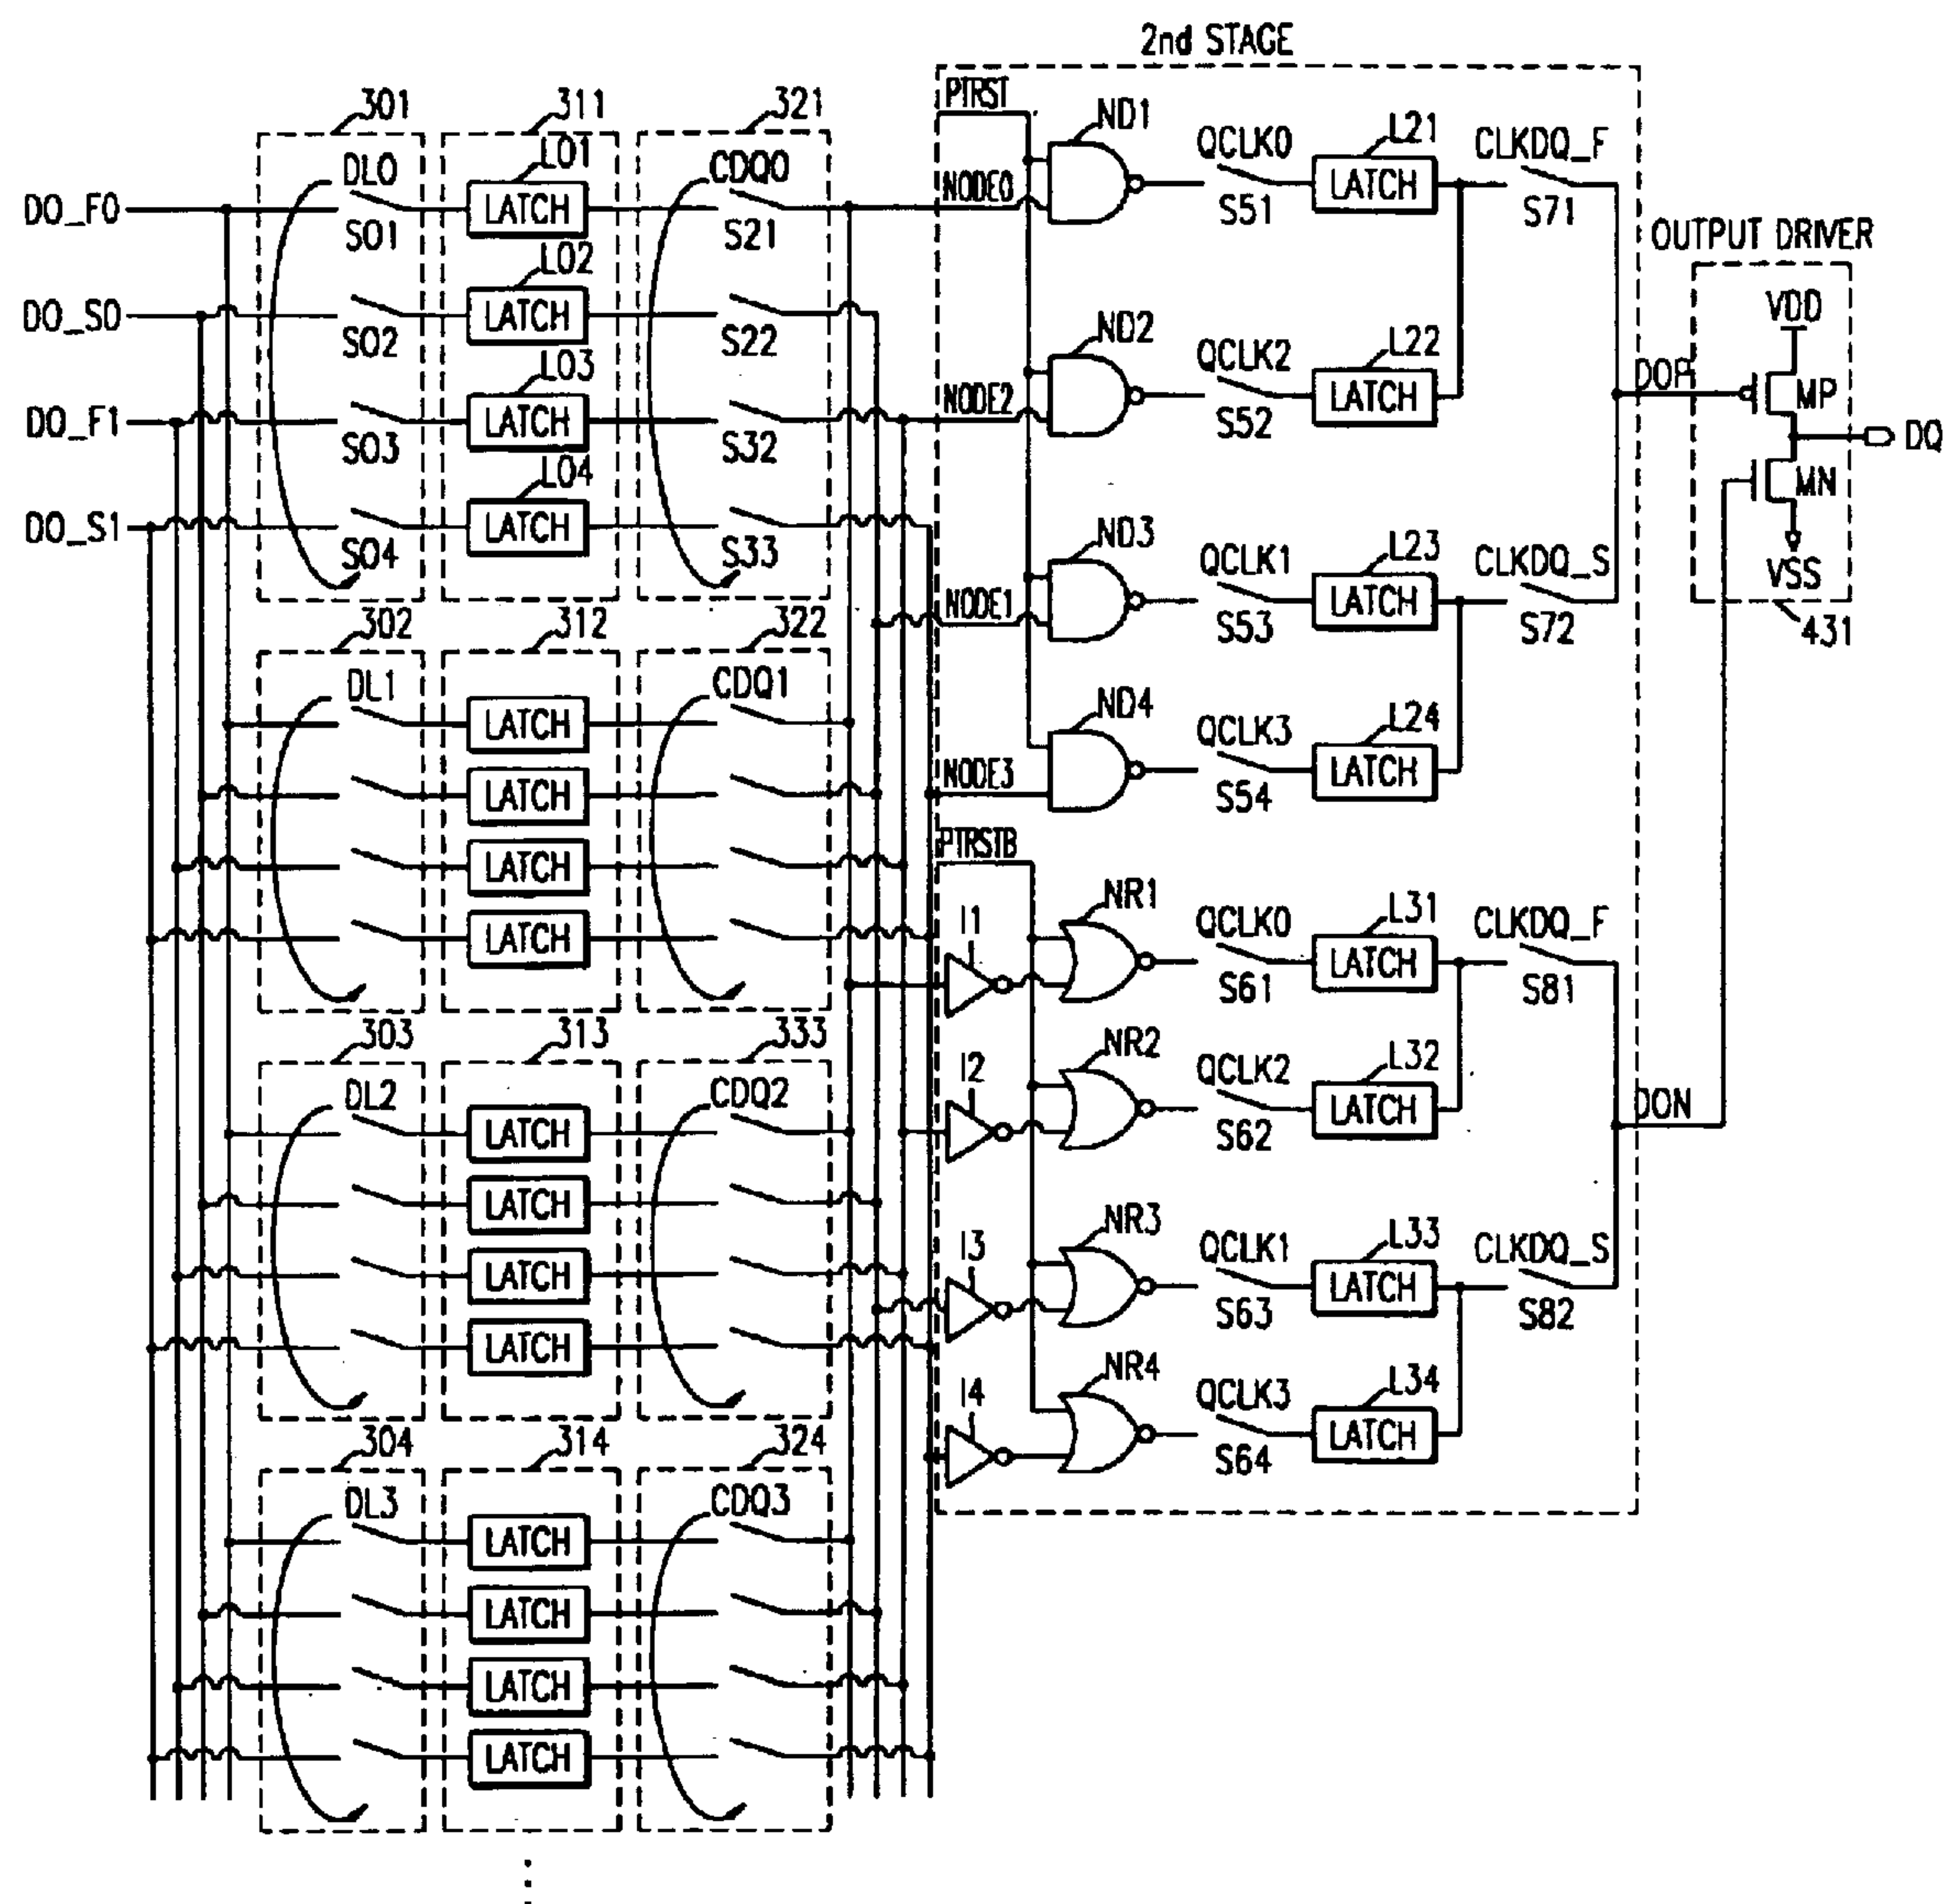 2nd STAGE
301
311
321
PTRST
ND1
DO_F0
DL0
S01
L01
LATCH
CDQ0
S21
NODE0
QCLK0
S51
L21
LATCH
CLKDQ_F
S71
OUTPUT DRIVER
DO_S0
S02
L02
LATCH
S22
ND2
VDD
DO_F1
S03
L03
LATCH
S32
NODE2
QCLK2
S52
L22
LATCH
DOP
MP
DQ
MN
VSS
431
DO_S1
S04
L04
LATCH
S33
ND3
NODE1
QCLK1
S53
L23
LATCH
CLKDQ_S
S72
302
312
322
DL1
LATCH
LATCH
LATCH
LATCH
CDQ1
ND4
NODE3
QCLK3
S54
L24
LATCH
PTRSTB
I1
NR1
QCLK0
S61
L31
LATCH
CLKDQ_F
S81
303
313
333
DL2
LATCH
LATCH
LATCH
LATCH
CDQ2
I2
NR2
QCLK2
S62
L32
LATCH
DON
I3
NR3
QCLK1
S63
L33
LATCH
CLKDQ_S
S82
I4
NR4
QCLK3
S64
L34
LATCH
304
314
324
DL3
LATCH
LATCH
LATCH
LATCH
CDQ3